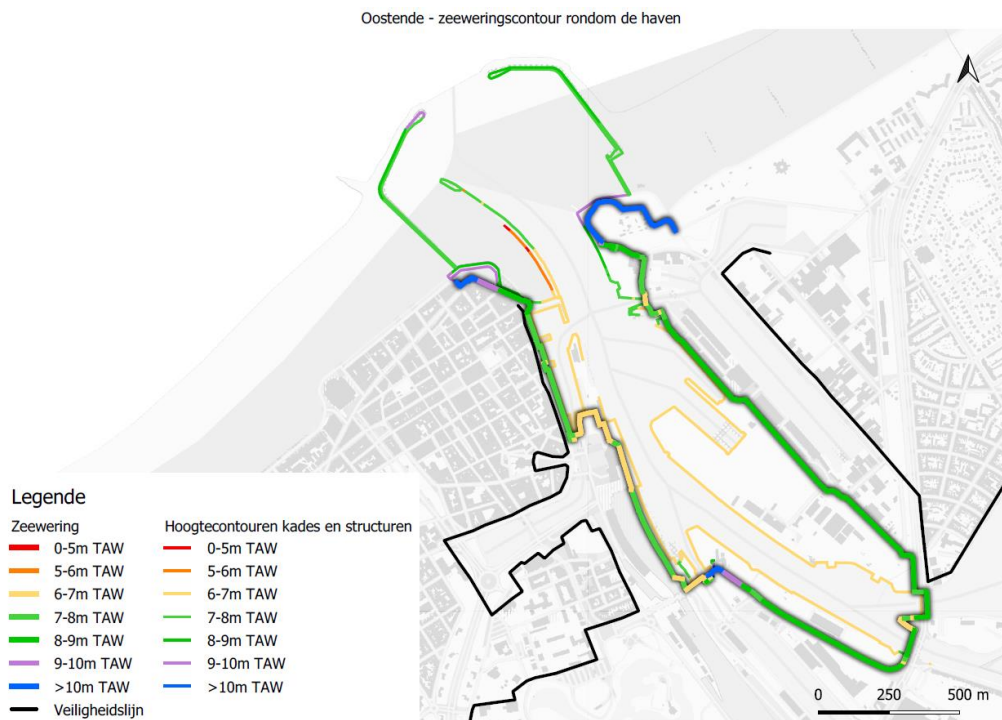 Oostende - zeeweringscontour rondom de haven
Legende
Zeewering Hoogtecontouren kades en structuren
0-5m TAW 0-5m TAW
5-6m TAW 5-6m TAW
6-7m TAW 6-7m TAW
7-8m TAW 7-8m TAW
8-9m TAW 8-9m TAW
9-10m TAW 9-10m TAW
>10m TAW >10m TAW
Veiligheidslijn
0 250 500 m